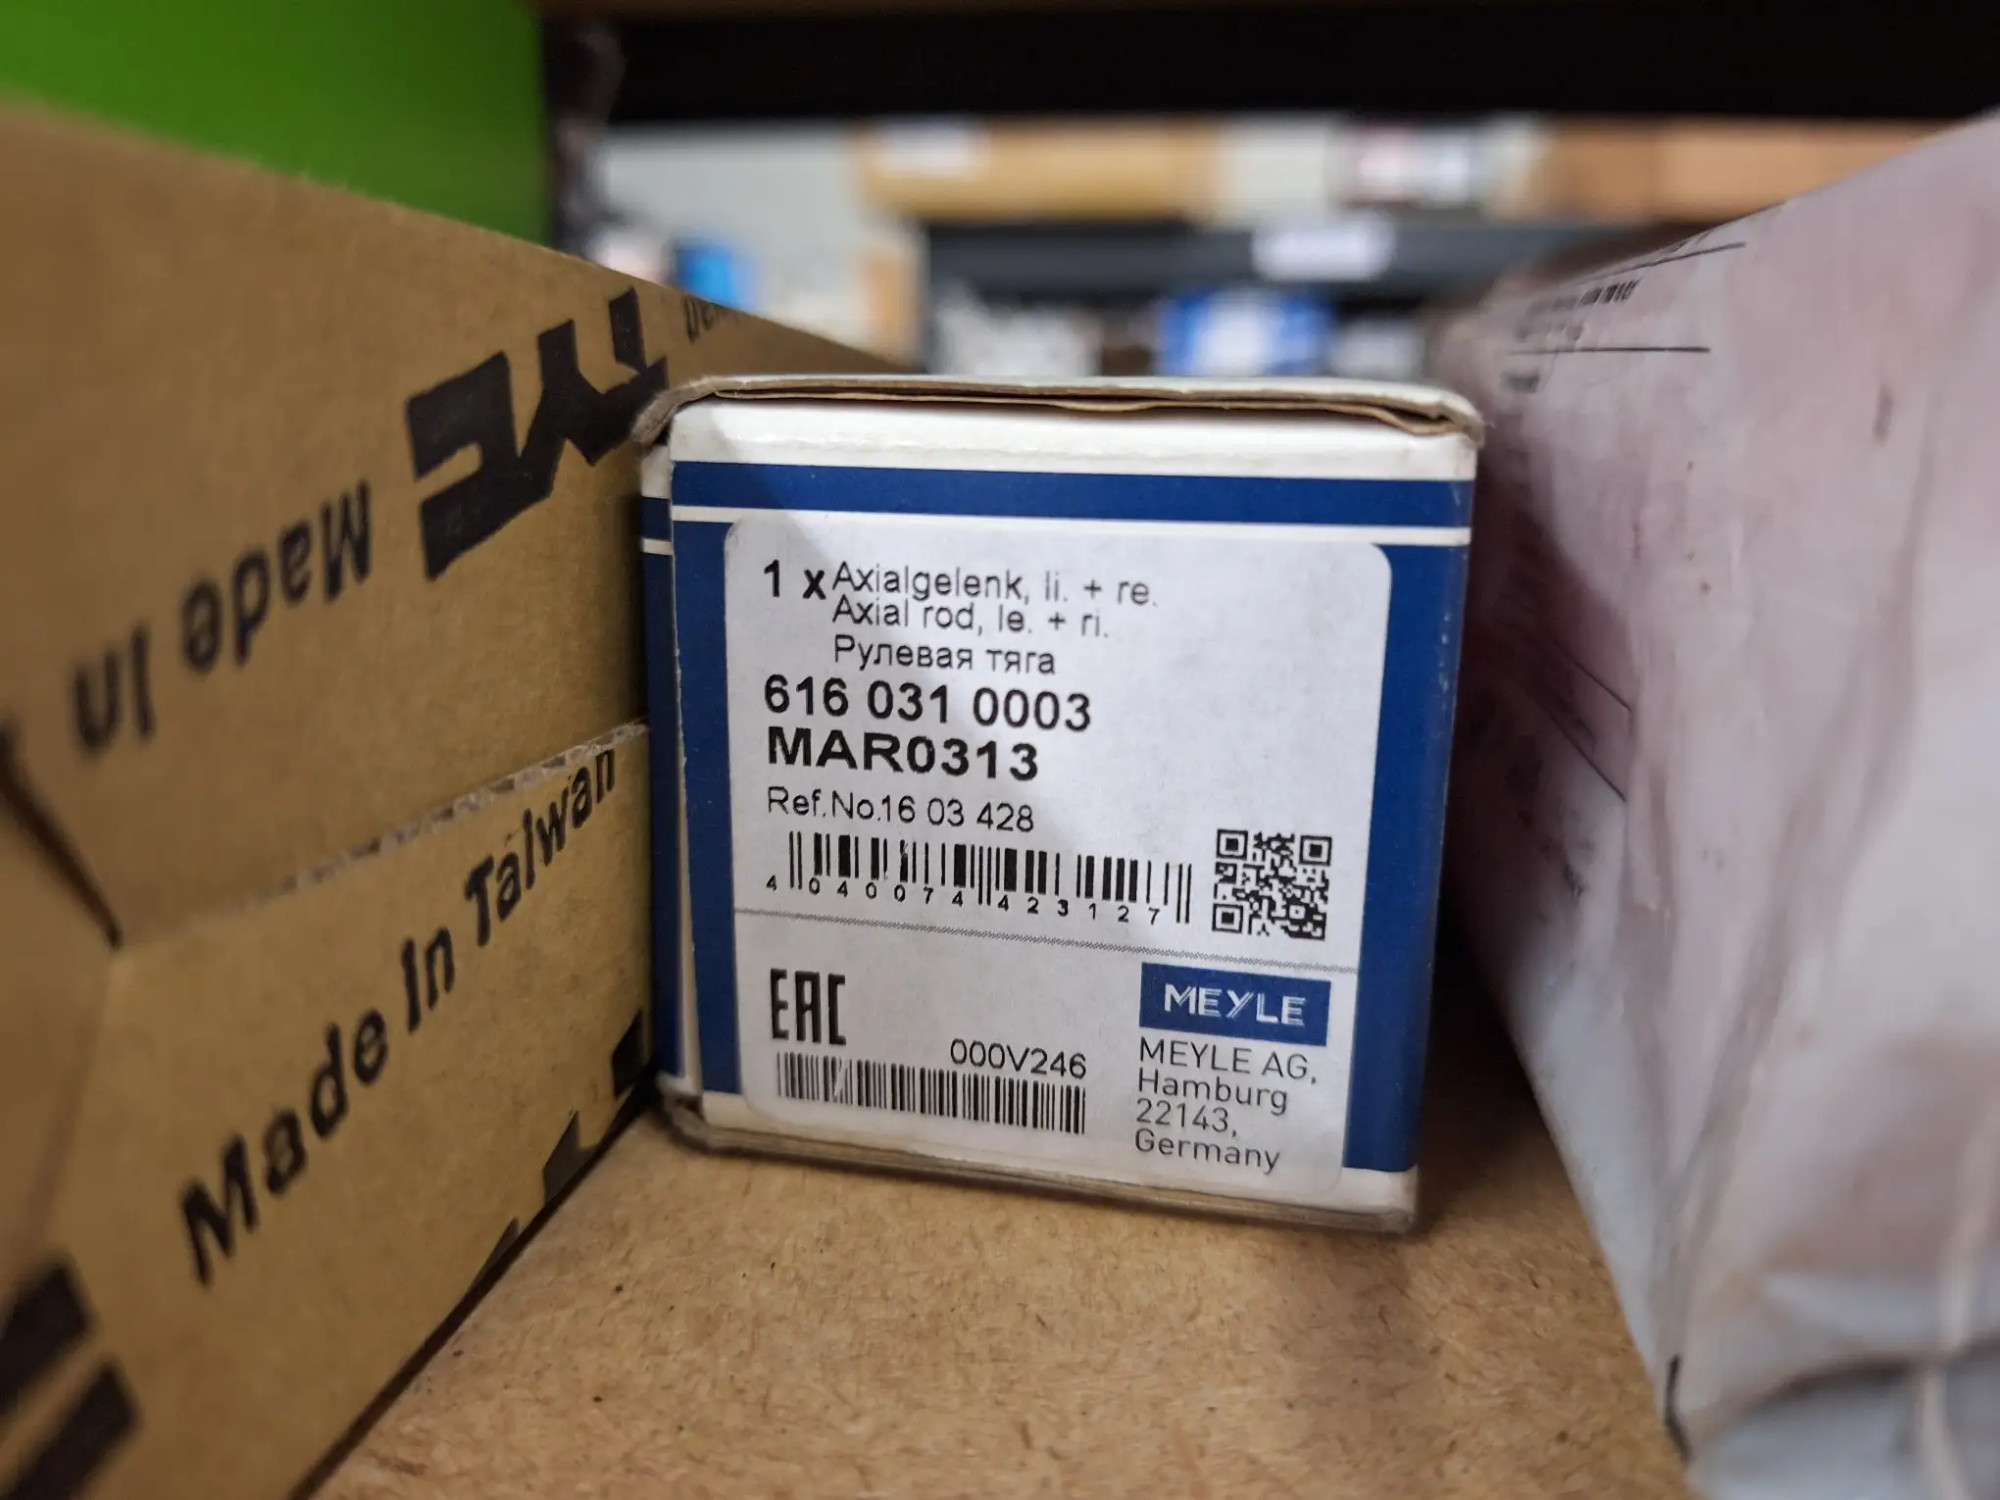 Made In
TYC
Made In Taiwan
1 x Axialgelenk, li. + re.
Axial rod, le. + ri.
Рулевая тяга
616 031 0003
MAR0313
Ref.No.16 03 428
4 040074 423127
EAC
000V246
MEYLE
MEYLE AG,
Hamburg
22143,
Germany